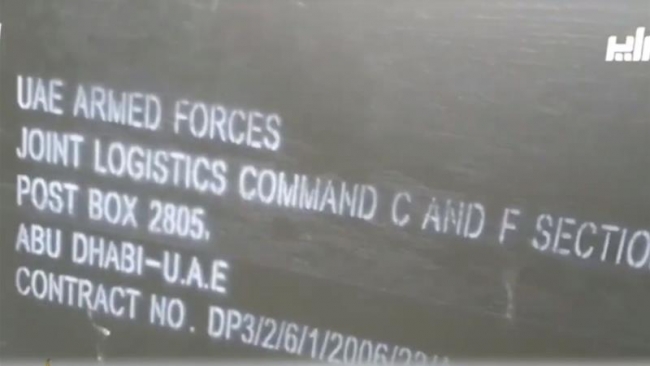 UAE ARMED FORCES
JOINT LOGISTICS COMMAND C AND F SECTIO
POST BOX 2805,
ABU DHABI-U.A.E
CONTRACT NO. DP3/2/6/1/2006/